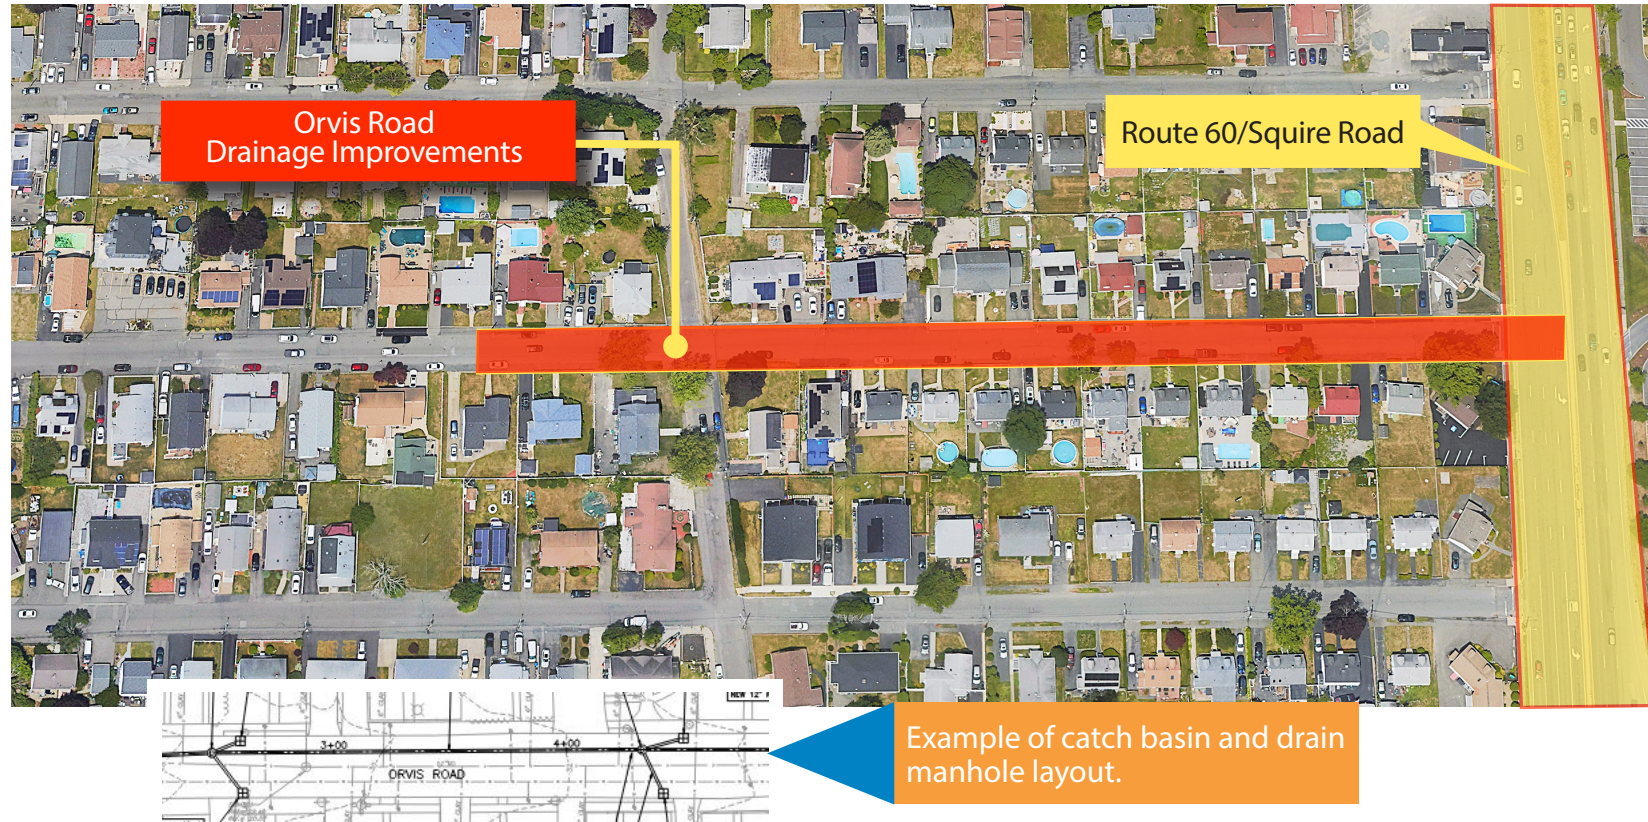 Orvis Road
Drainage Improvements
Route 60/Squire Road
NEW 12"
3+00
4+00
ORVIS ROAD
Example of catch basin and drain
manhole layout.